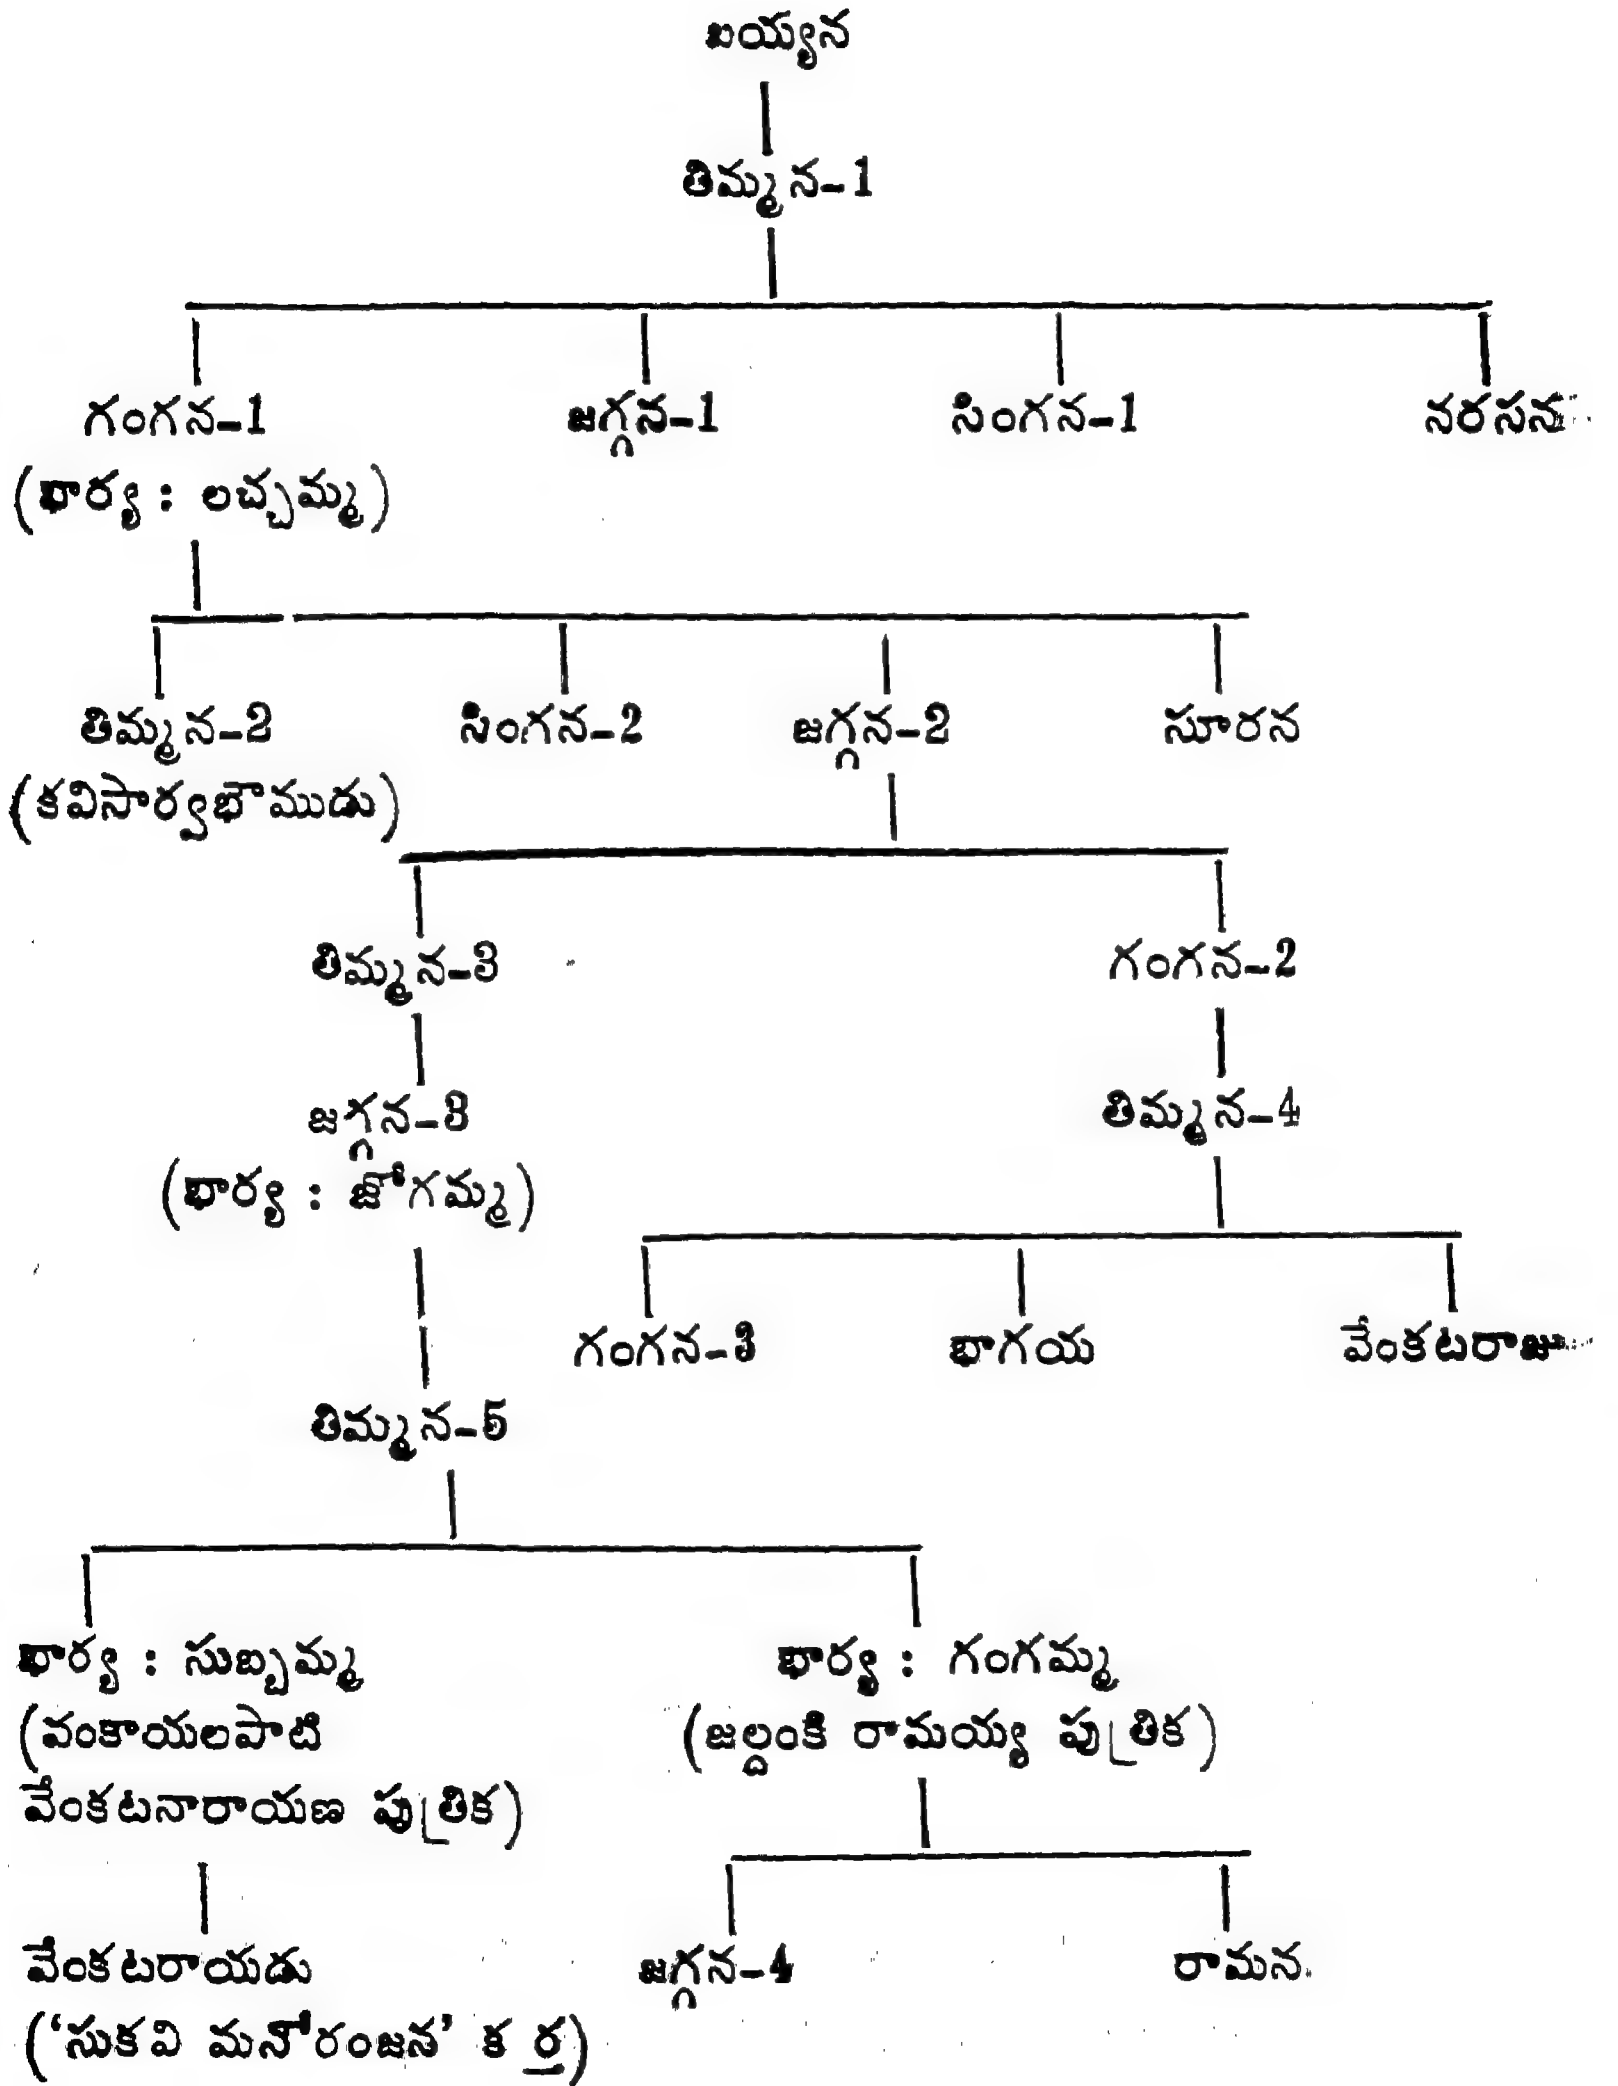 బయ్యన
తిమ్మన-1
గంగన-1 జగ్గన-1 సింగన-1 నరసన
(భార్య : లచ్చమ్మ)
తిమ్మన-2 సింగన-2 జగ్గన-2 సూరన
(కవిసార్వభౌముడు)
తిమ్మన-3 గంగన-2
జగ్గన-3 తిమ్మన-4
(భార్య : జోగమ్మ)
గంగన-3 భాగయ వేంకటరాజు
తిమ్మన-5
భార్య : సుబ్బమ్మ భార్య : గంగమ్మ
(వంకాయలపాటి (జల్దంకి రామయ్య పుత్రిక)
వేంకటనారాయణ పుత్రిక)
వేంకటరాయడు జగ్గన-4 రామన
('సుకవి మనోరంజన' కర్త)